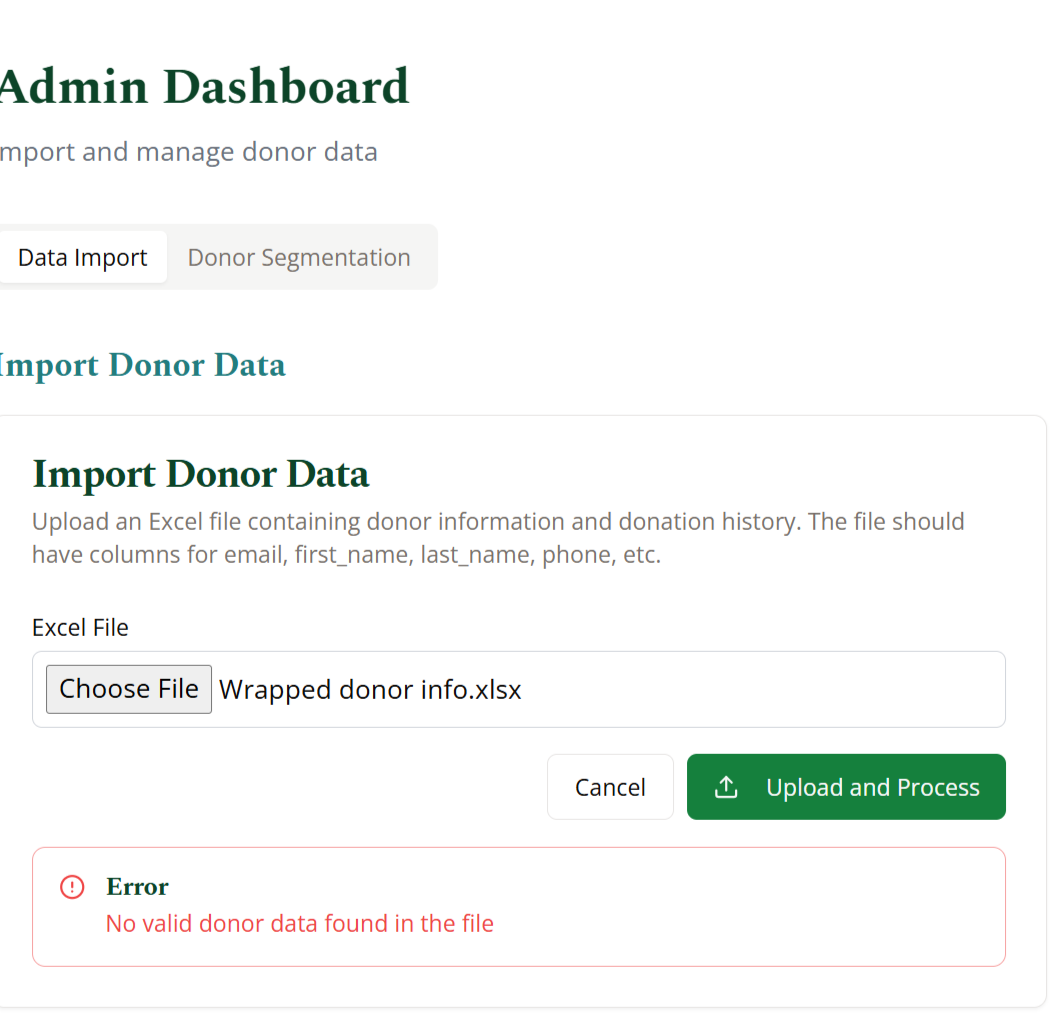 Admin Dashboard
mport and manage donor data
Data Import
Donor Segmentation
Import Donor Data
Import Donor Data
Upload an Excel file containing donor information and donation history. The file should
have columns for email, first_name, last_name, phone, etc.
Excel File
Choose File Wrapped donor info.xlsx
Cancel
Upload and Process
Error
No valid donor data found in the file